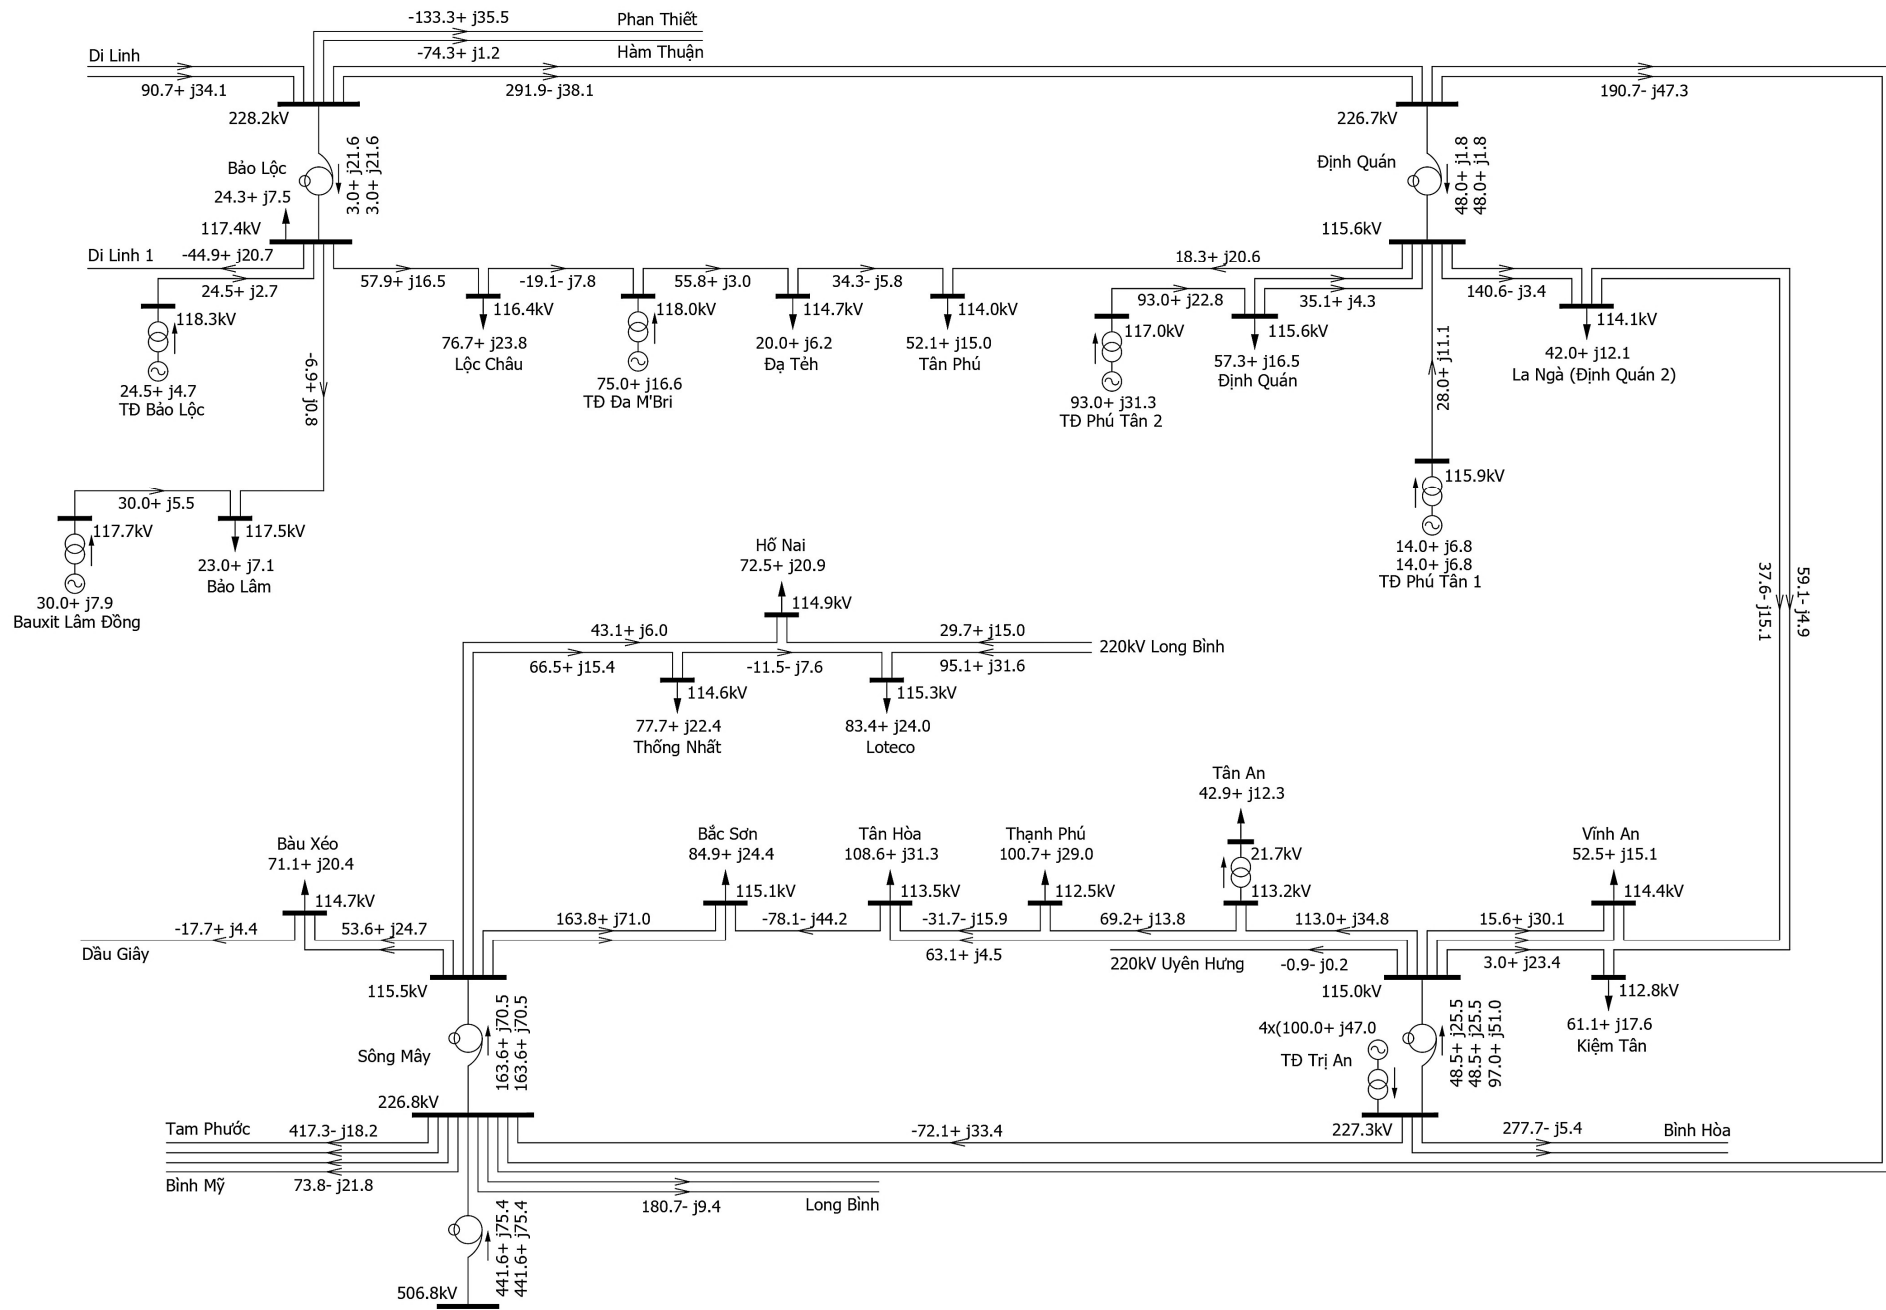 -133.3+ j35.5
Phan Thiết
-74.3+ j1.2
Hàm Thuận
Di Linh
90.7+ j34.1
291.9- j38.1
190.7- j47.3
228.2kV
226.7kV
Bảo Lộc
3.0+ j21.6
3.0+ j21.6
Định Quán
48.0+ j1.8
48.0+ j1.8
24.3+ j7.5
117.4kV
115.6kV
Di Linh 1
-44.9+ j20.7
24.5+ j2.7
57.9+ j16.5
-19.1- j7.8
55.8+ j3.0
34.3- j5.8
18.3+ j20.6
93.0+ j22.8
35.1+ j4.3
140.6- j3.4
118.3kV
116.4kV
118.0kV
114.7kV
114.0kV
117.0kV
115.6kV
114.1kV
24.5+ j4.7
TĐ Bảo Lộc
76.7+ j23.8
Lộc Châu
75.0+ j16.6
TĐ Đa M'Bri
20.0+ j6.2
Đạ Tẻh
52.1+ j15.0
Tân Phú
93.0+ j31.3
TĐ Phú Tân 2
57.3+ j16.5
Định Quán
42.0+ j12.1
La Ngà (Định Quán 2)
-6.9+ j0.8
28.0+ j11.1
115.9kV
14.0+ j6.8
14.0+ j6.8
TĐ Phú Tân 1
30.0+ j5.5
117.7kV
117.5kV
30.0+ j7.9
Bauxit Lâm Đồng
23.0+ j7.1
Bảo Lâm
37.6- j15.1
59.1- j4.9
Hố Nai
72.5+ j20.9
114.9kV
43.1+ j6.0
29.7+ j15.0
220kV Long Bình
66.5+ j15.4
-11.5- j7.6
95.1+ j31.6
114.6kV
115.3kV
77.7+ j22.4
Thống Nhất
83.4+ j24.0
Loteco
Tân An
42.9+ j12.3
21.7kV
113.2kV
Bàu Xéo
71.1+ j20.4
114.7kV
Bắc Sơn
84.9+ j24.4
115.1kV
Tân Hòa
108.6+ j31.3
113.5kV
Thạnh Phú
100.7+ j29.0
112.5kV
Vĩnh An
52.5+ j15.1
114.4kV
-17.7+ j4.4
Dầu Giây
53.6+ j24.7
163.8+ j71.0
-78.1- j44.2
-31.7- j15.9
69.2+ j13.8
113.0+ j34.8
15.6+ j30.1
63.1+ j4.5
220kV Uyên Hưng
-0.9- j0.2
3.0+ j23.4
115.5kV
115.0kV
112.8kV
61.1+ j17.6
Kiệm Tân
Sông Mây
163.6+ j70.5
163.6+ j70.5
4x(100.0+ j47.0
TĐ Trị An
48.5+ j25.5
48.5+ j25.5
97.0+ j51.0
226.8kV
227.3kV
Tam Phước
417.3- j18.2
-72.1+ j33.4
277.7- j5.4
Bình Hòa
Bình Mỹ
73.8- j21.8
180.7- j9.4
Long Bình
441.6+ j75.4
441.6+ j75.4
506.8kV